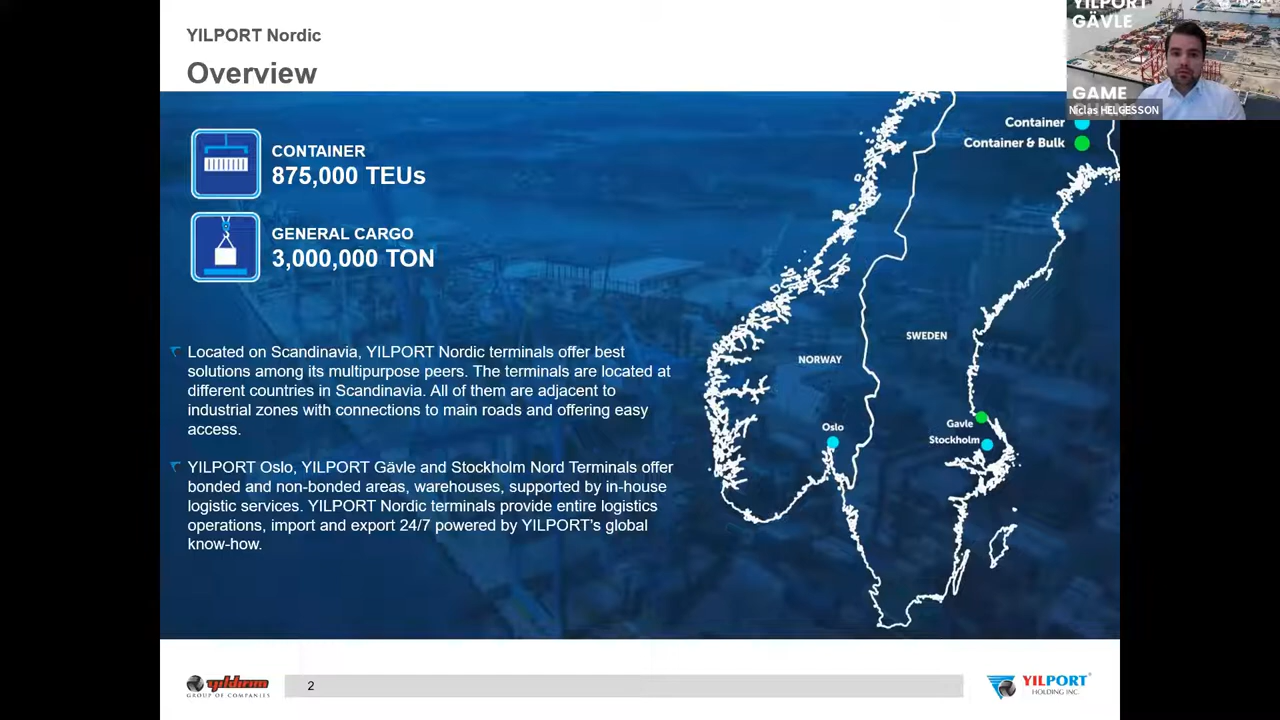 YILPORT Nordic
Overview
YILPORT
GÄVLE
GAME
Niclas HELGESSON
CONTAINER
875,000 TEUs
GENERAL CARGO
3,000,000 TON
Container
Container & Bulk
Located on Scandinavia, YILPORT Nordic terminals offer best
solutions among its multipurpose peers. The terminals are located at
different countries in Scandinavia. All of them are adjacent to
industrial zones with connections to main roads and offering easy
access.
YILPORT Oslo, YILPORT Gävle and Stockholm Nord Terminals offer
bonded and non-bonded areas, warehouses, supported by in-house
logistic services. YILPORT Nordic terminals provide entire logistics
operations, import and export 24/7 powered by YILPORT's global
know-how.
SWEDEN
NORWAY
Gavle
Oslo
Stockholm
yıldırım
GROUP OF COMPANIES
2
YILPORT
HOLDING INC.